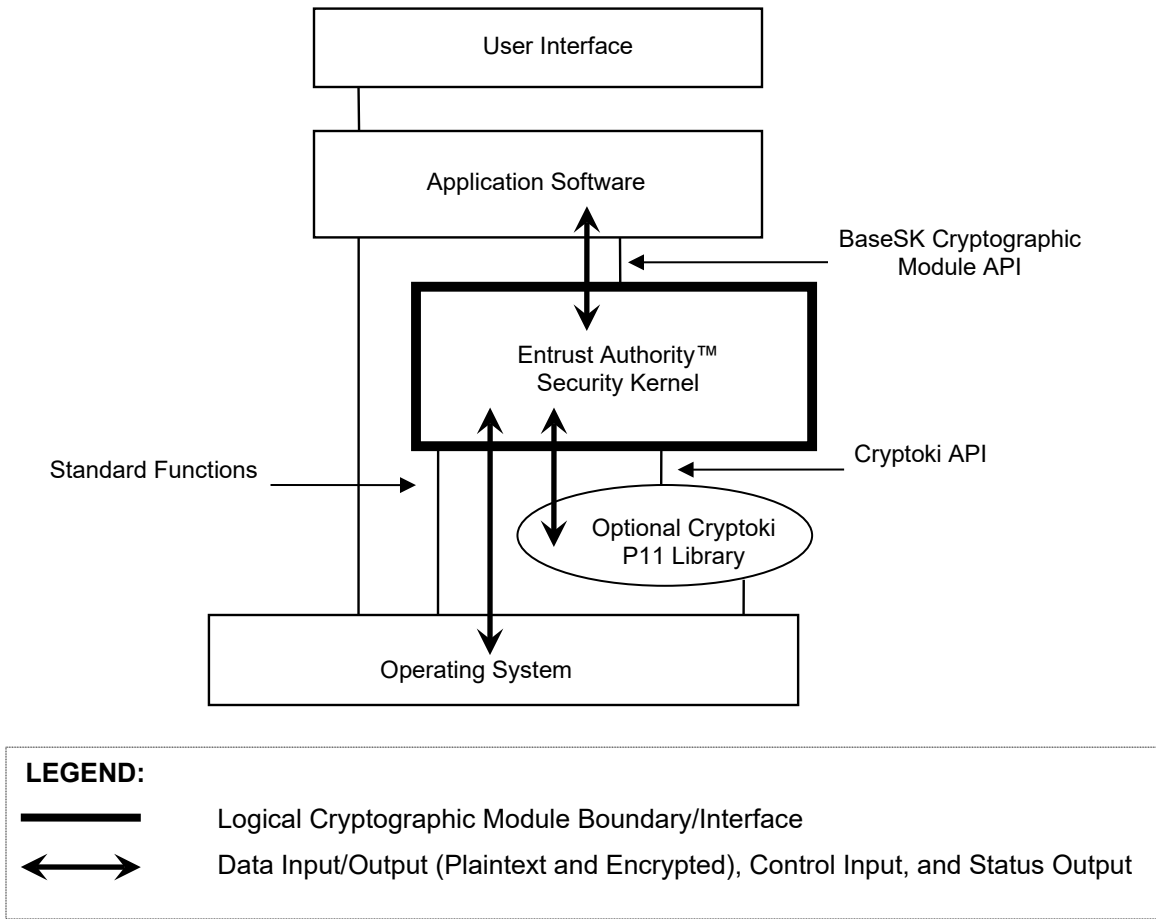 User Interface
Application Software
BaseSK Cryptographic
Module API
Entrust Authority™
Security Kernel
Standard Functions
Cryptoki API
Optional Cryptoki
P11 Library
Operating System
LEGEND:
Logical Cryptographic Module Boundary/Interface
Data Input/Output (Plaintext and Encrypted), Control Input, and Status Output